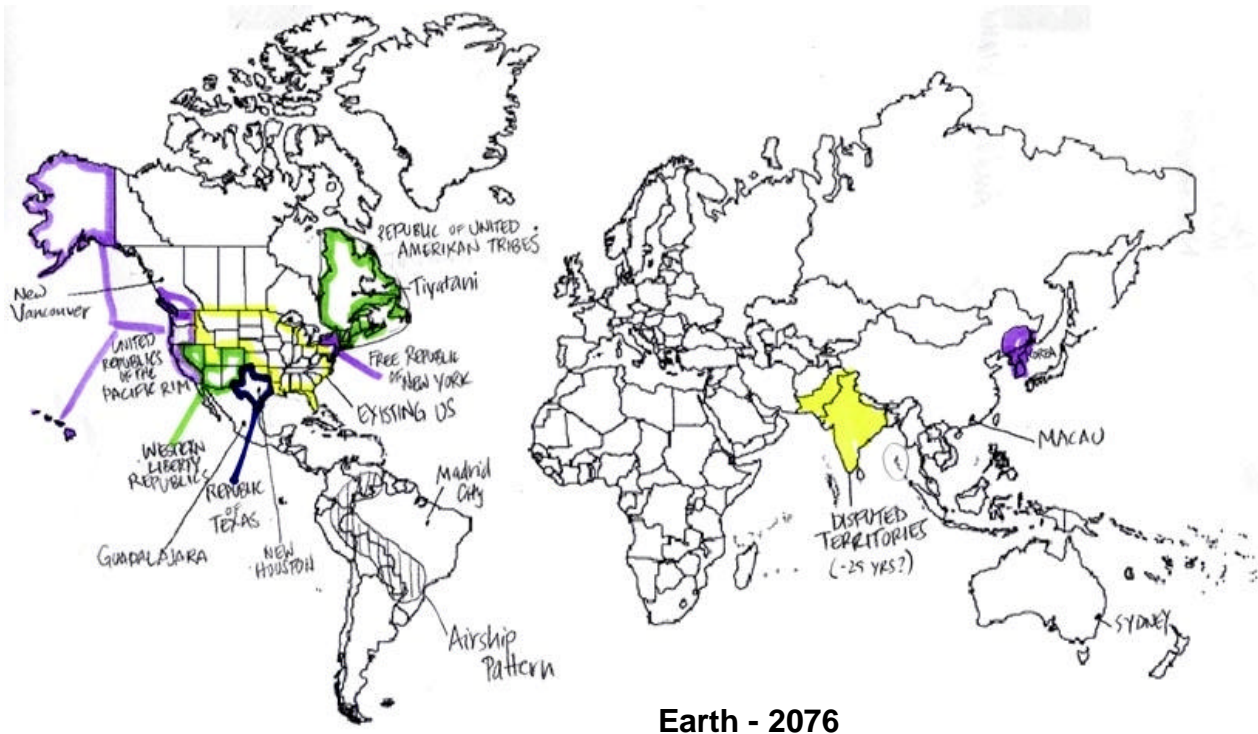 REPUBLIC OF UNITED
AMERIKAN TRIBES
Tiyatani
NEW
VANCOUVER
UNITED
REPUBLICS
OF THE
PACIFIC RIM
FREE REPUBLIC
OF NEW YORK
EXISTING US
WESTERN
LIBERTY
REPUBLICS
REPUBLIC
OF
TEXAS
GUADALAJARA
NEW
HOUSTON
Madrid
City
Airship
Pattern
KOREA
MACAU
DISPUTED
TERRITORIES
(-25 YRS?)
SYDNEY
Earth - 2076